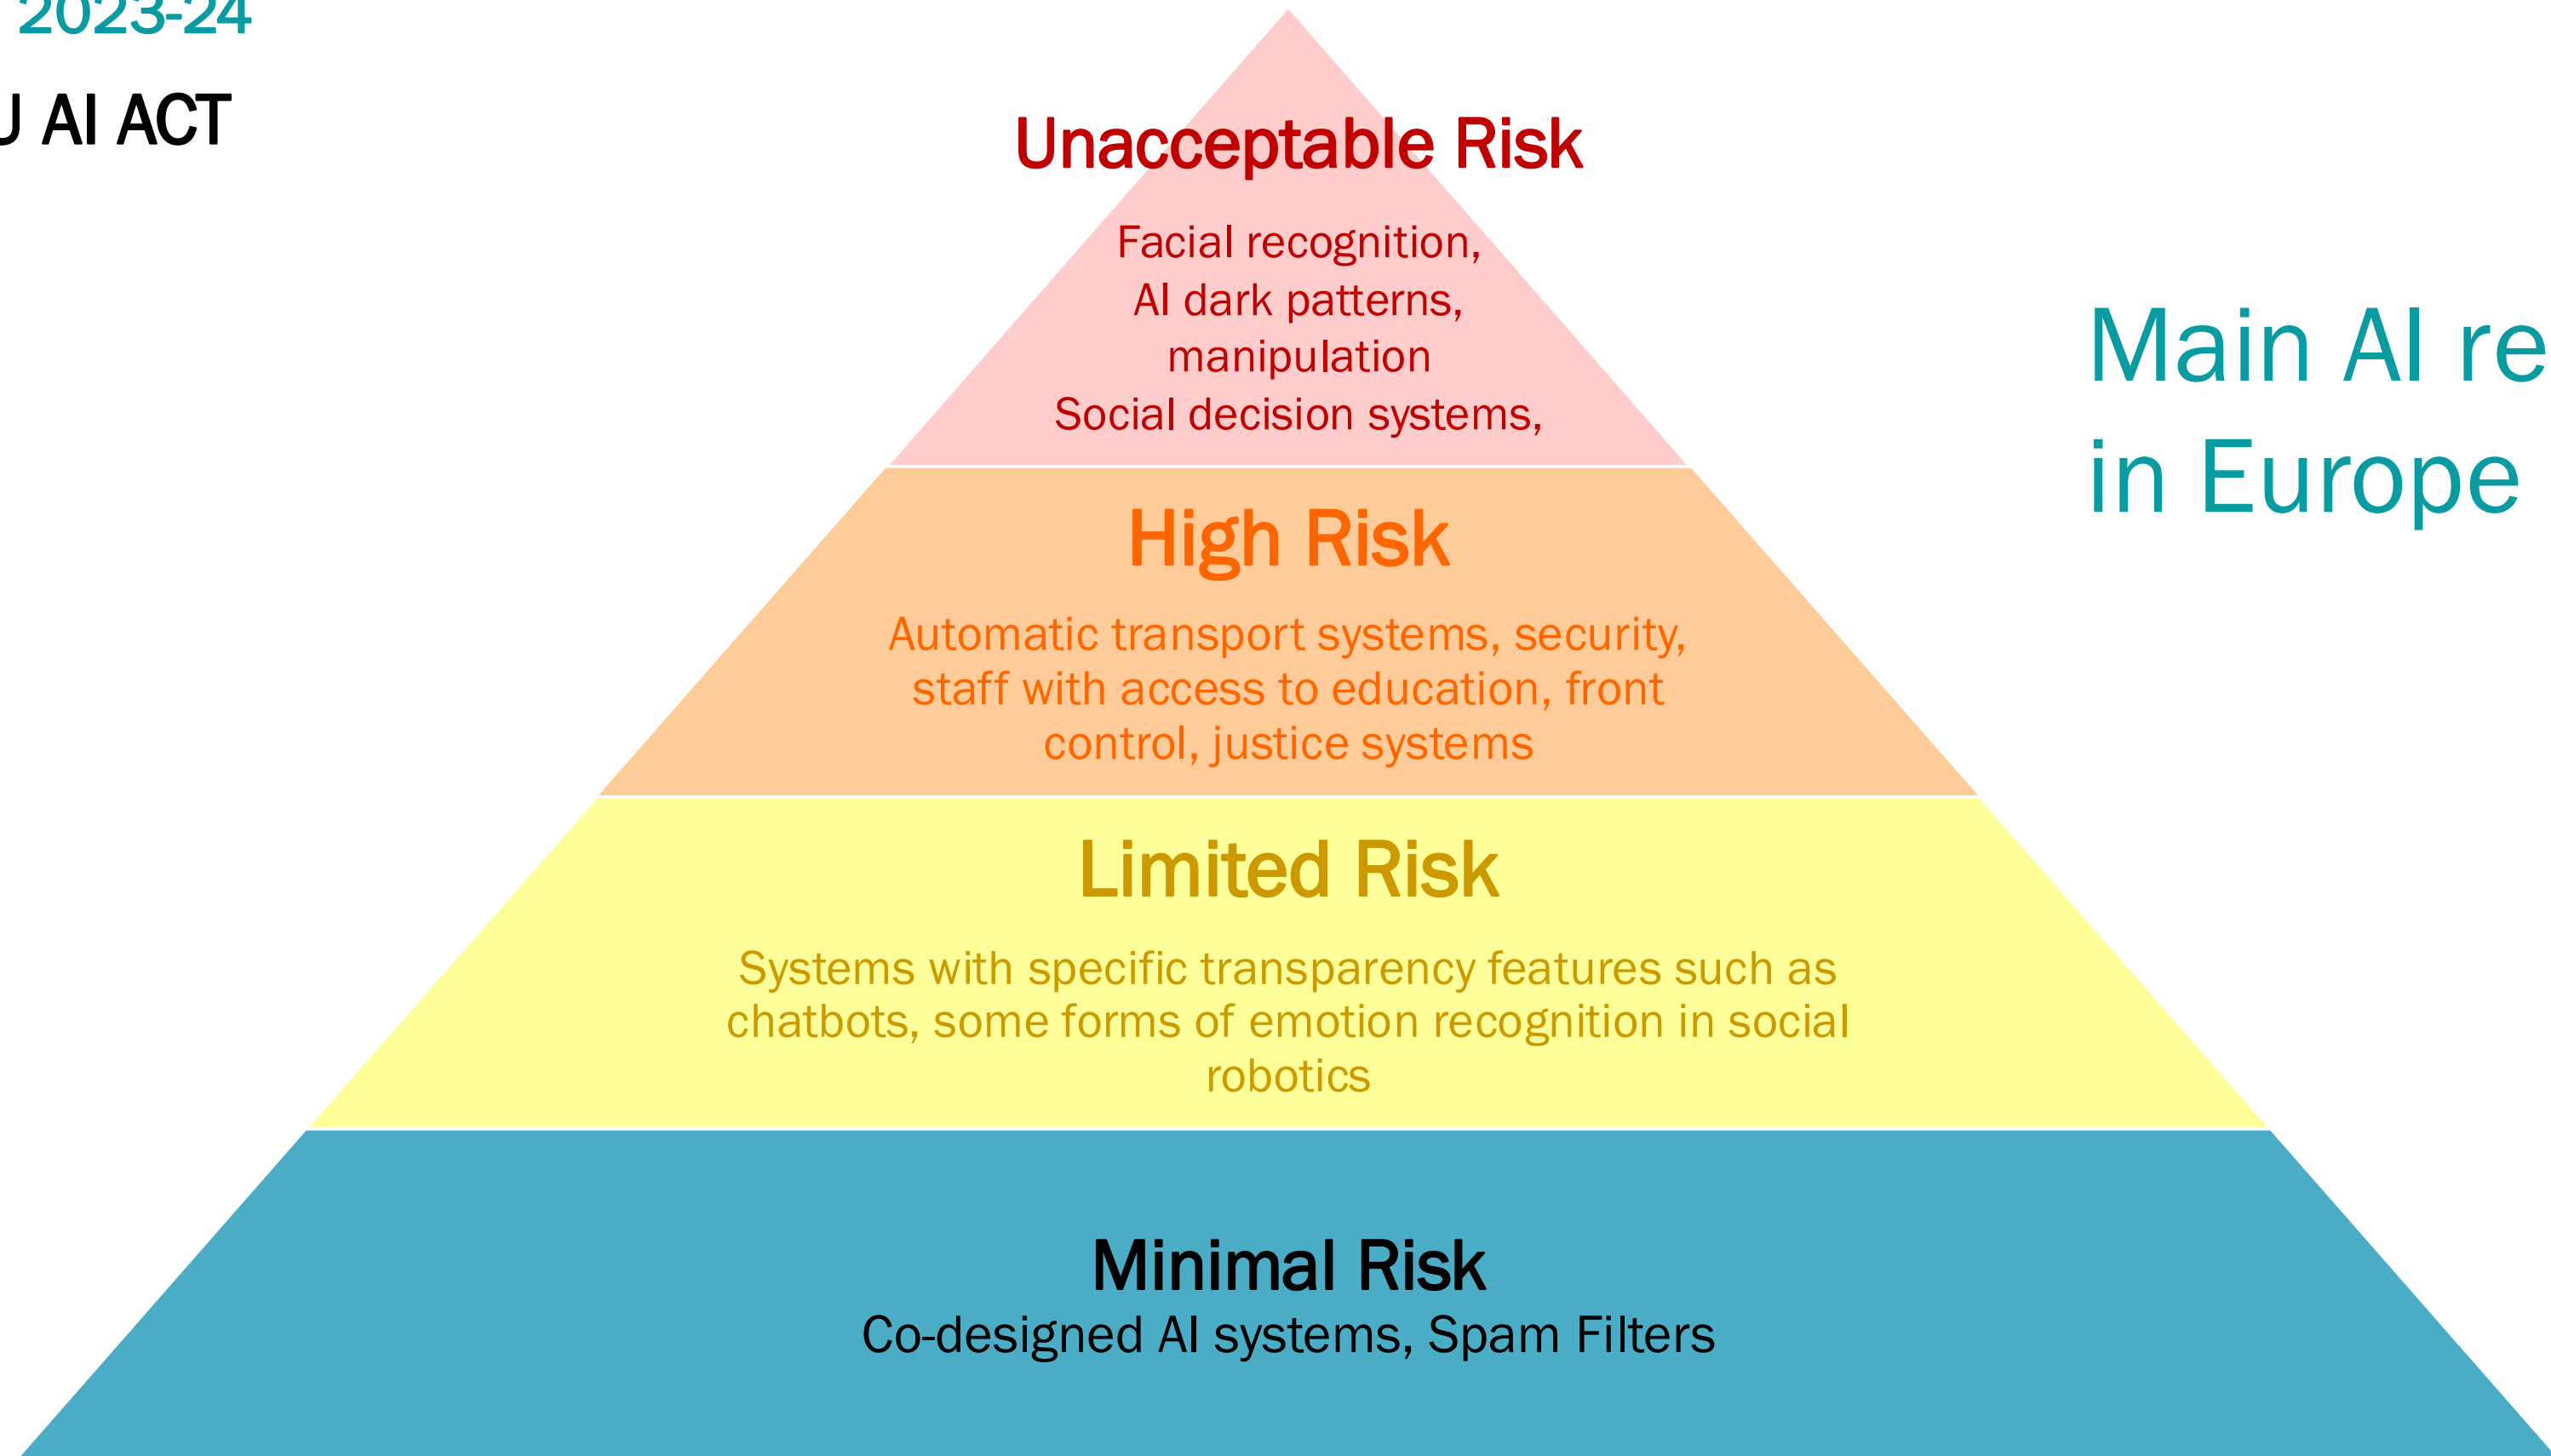 2023-24
U AI ACT
Unacceptable Risk
Facial recognition,
AI dark patterns,
manipulation
Social decision systems,
Main AI re
in Europe
High Risk
Automatic transport systems, security,
staff with access to education, front
control, justice systems
Limited Risk
Systems with specific transparency features such as
chatbots, some forms of emotion recognition in social
robotics
Minimal Risk
Co-designed AI systems, Spam Filters